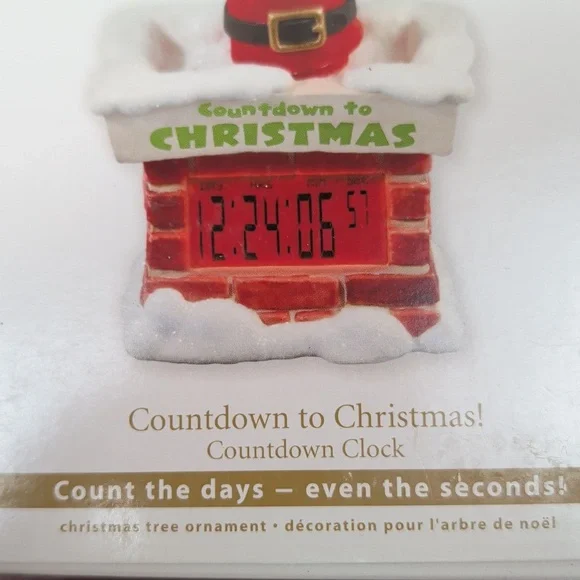 Countdown to
CHRISTMAS
12:24:06 57
Countdown to Christmas!
Countdown Clock
Count the days – even the seconds!
christmas tree ornament • décoration pour l'arbre de noël